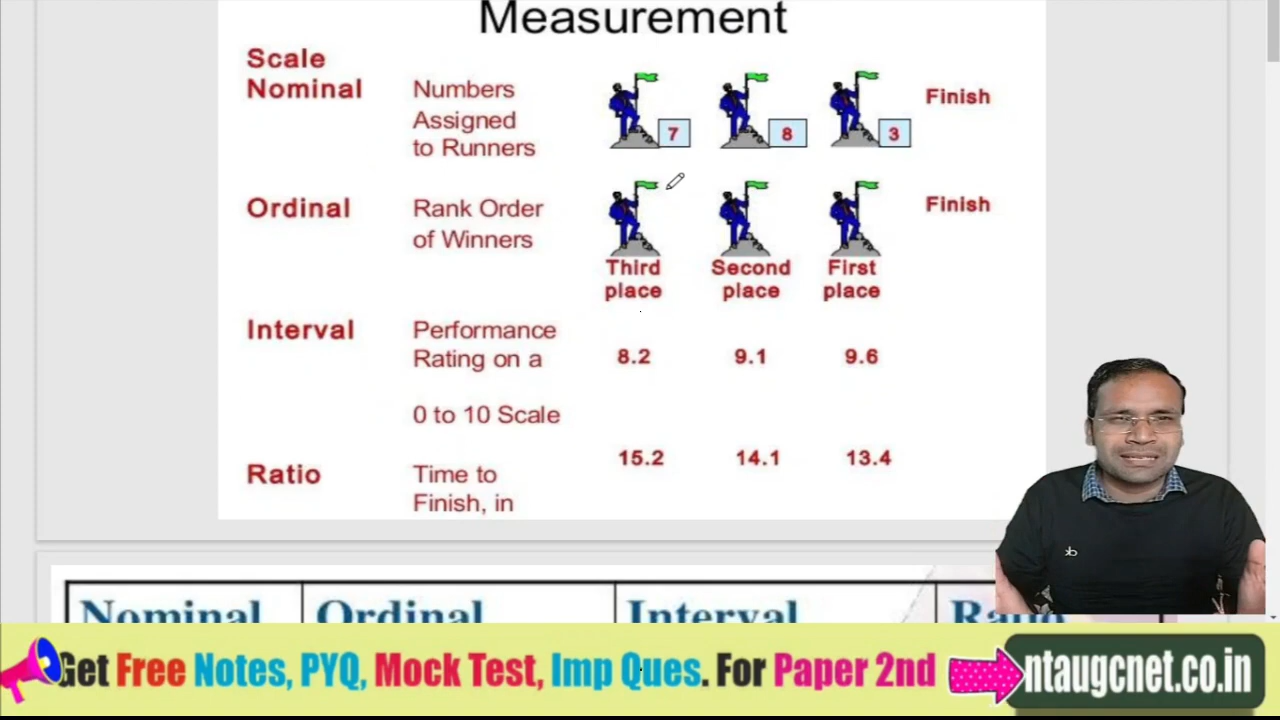 Measurement
Scale
Nominal
Numbers
Assigned
to Runners
7
8
3
Finish
Ordinal
Rank Order
of Winners
Third
place
Second
place
First
place
Finish
Interval
Performance
Rating on a
0 to 10 Scale
8.2 9.1 9.6
Ratio
Time to
Finish, in
15.2 14.1 13.4
Nominal Ordinal Interval Ratio
Get Free Notes, PYQ, Mock Test, Imp Ques. For Paper 2nd
ntaugcnet.co.in